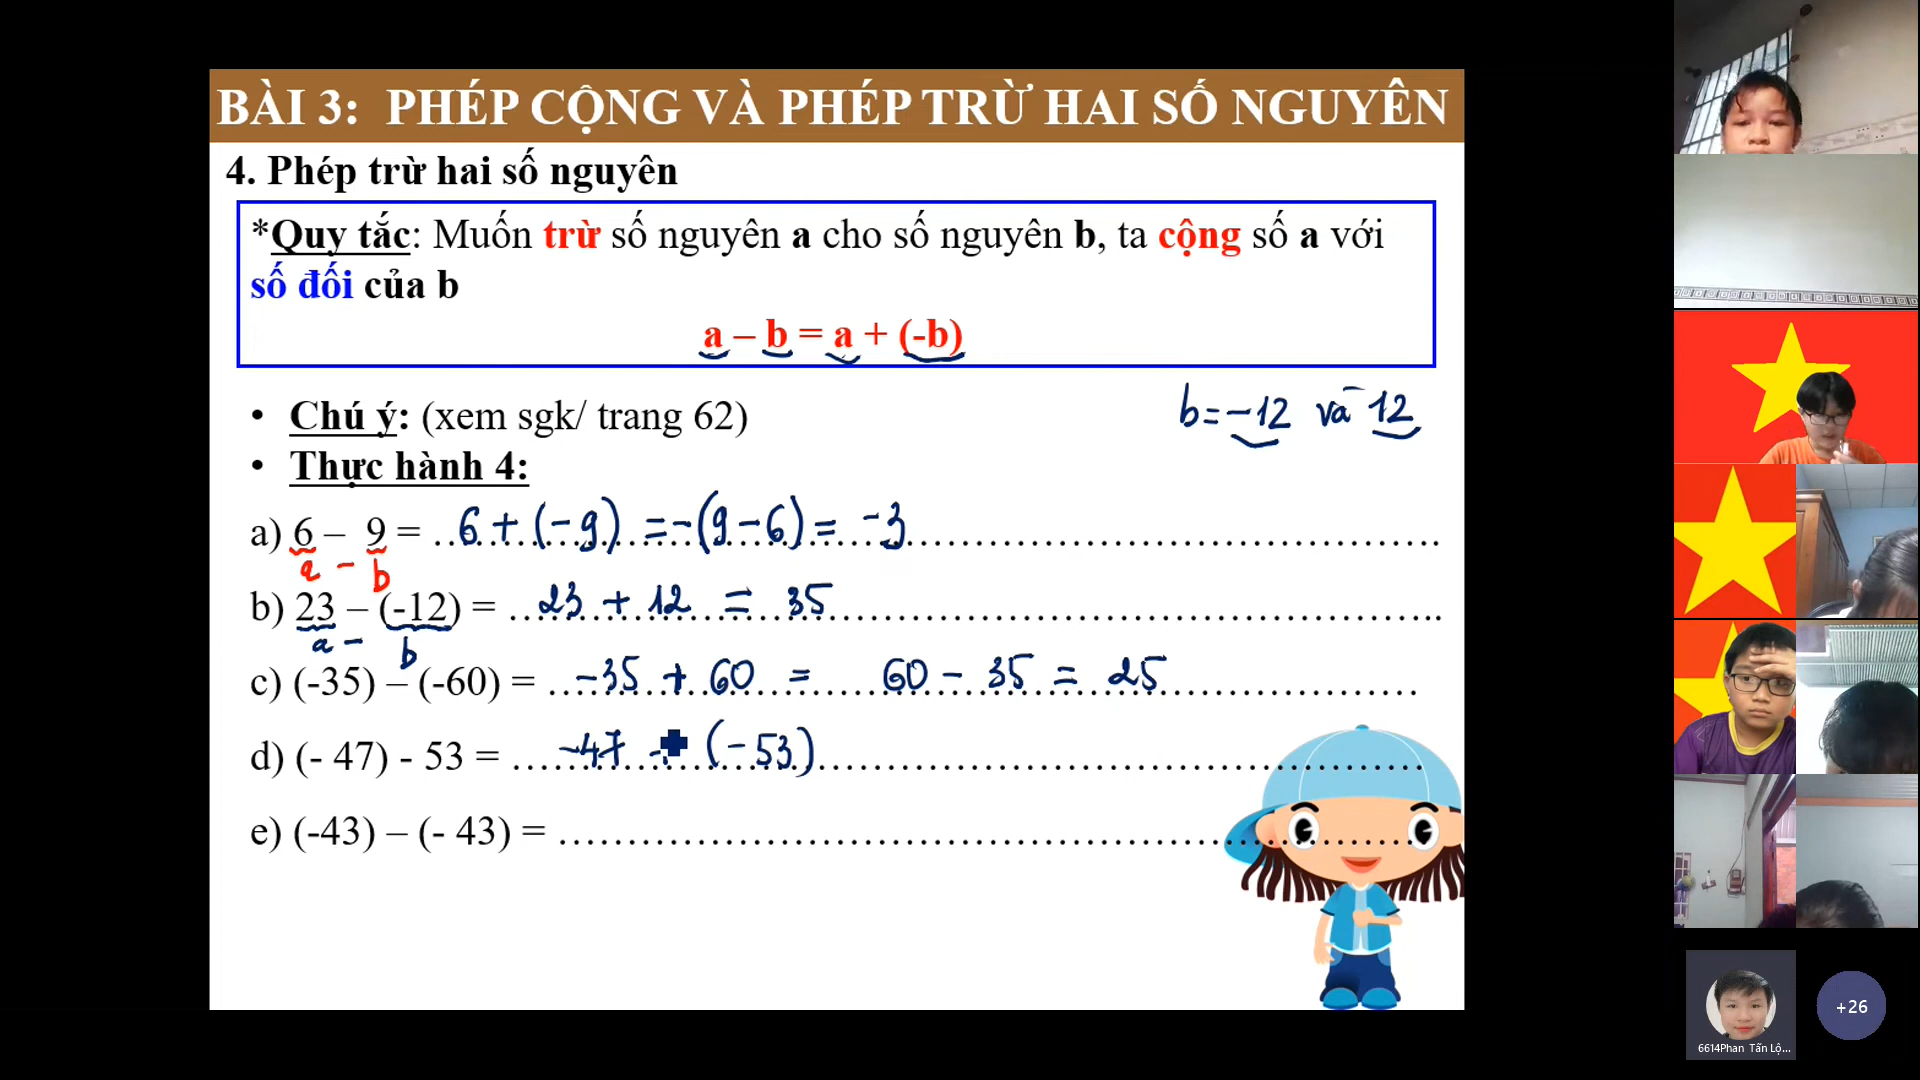 BÀI 3: PHÉP CỘNG VÀ PHÉP TRỪ HAI SỐ NGUYÊN
4. Phép trừ hai số nguyên
*Quy tắc: Muốn trừ số nguyên a cho số nguyên b, ta cộng số a với
số đối của b
a – b = a + (-b)
• Chú ý: (xem sgk/ trang 62)
b = -12 và 12
• Thực hành 4:
a) 6 – 9 = 6 + (-9) = -(9-6) = -3
a - b
b) 23 – (-12) = 23 + 12 = 35
a - b
c) (-35) – (-60) = -35 + 60 = 60 - 35 = 25
d) (- 47) - 53 = -47 + (-53)
e) (-43) – (- 43) = ……………………………
6614Phan Tấn Lộ...
+26